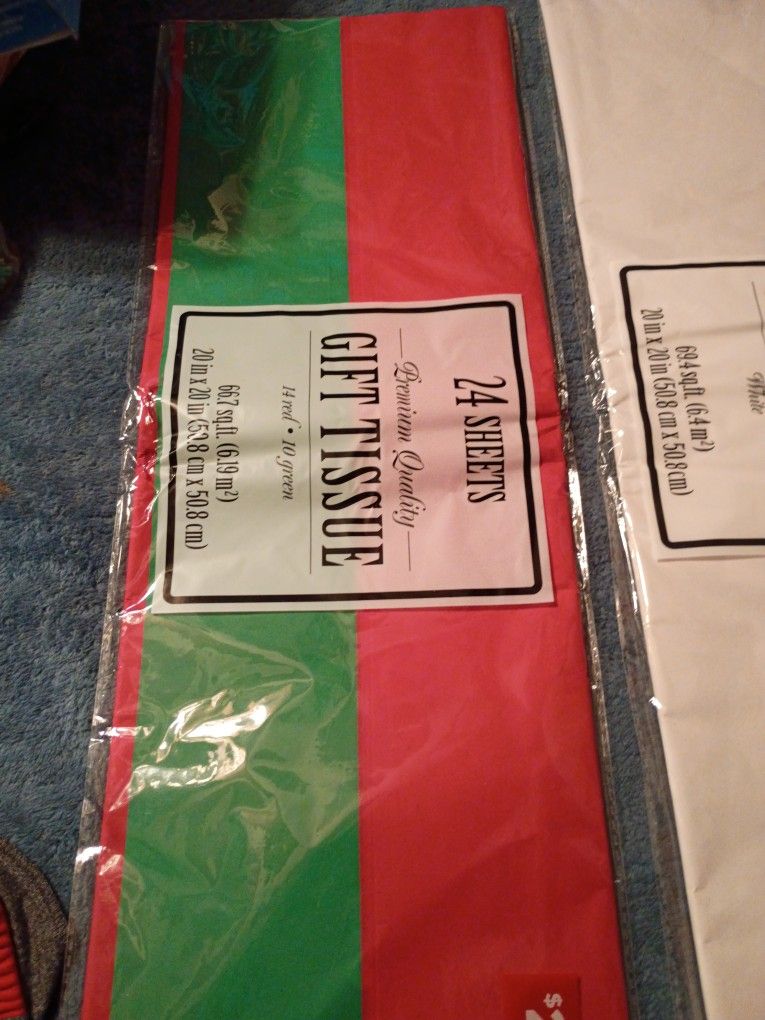 24 SHEETS
Premium Quality
GIFT TISSUE
14 red • 10 green
66.7 sq.ft. (6.19 m²)
20 in x 20 in (50.8 cm x 50.8 cm)
$2
White
69.4 sq.ft. (6.4 m²)
20 in x 20 in (50.8 cm x 50.8cm)